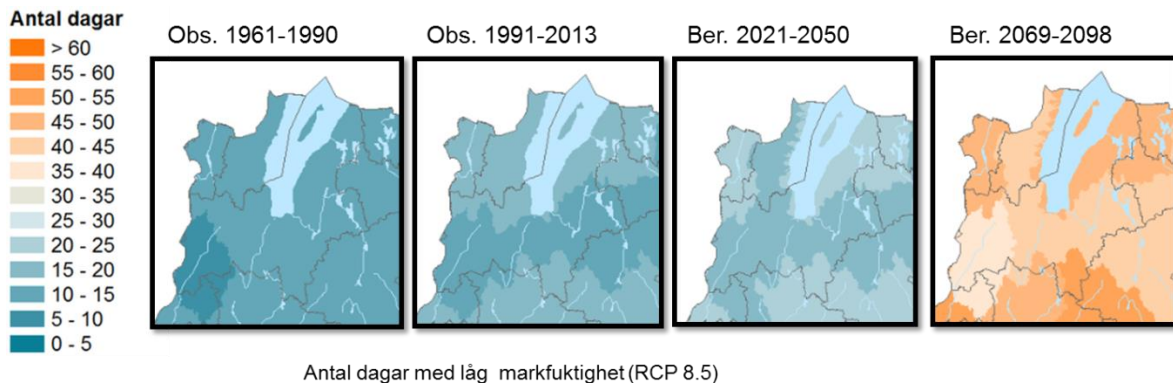 Antal dagar
> 60
55 - 60
50 - 55
45 - 50
40 - 45
35 - 40
30 - 35
25 - 30
20 - 25
15 - 20
10 - 15
5 - 10
0 - 5
Obs. 1961-1990
Obs. 1991-2013
Ber. 2021-2050
Ber. 2069-2098
Antal dagar med låg markfuktighet (RCP 8.5)